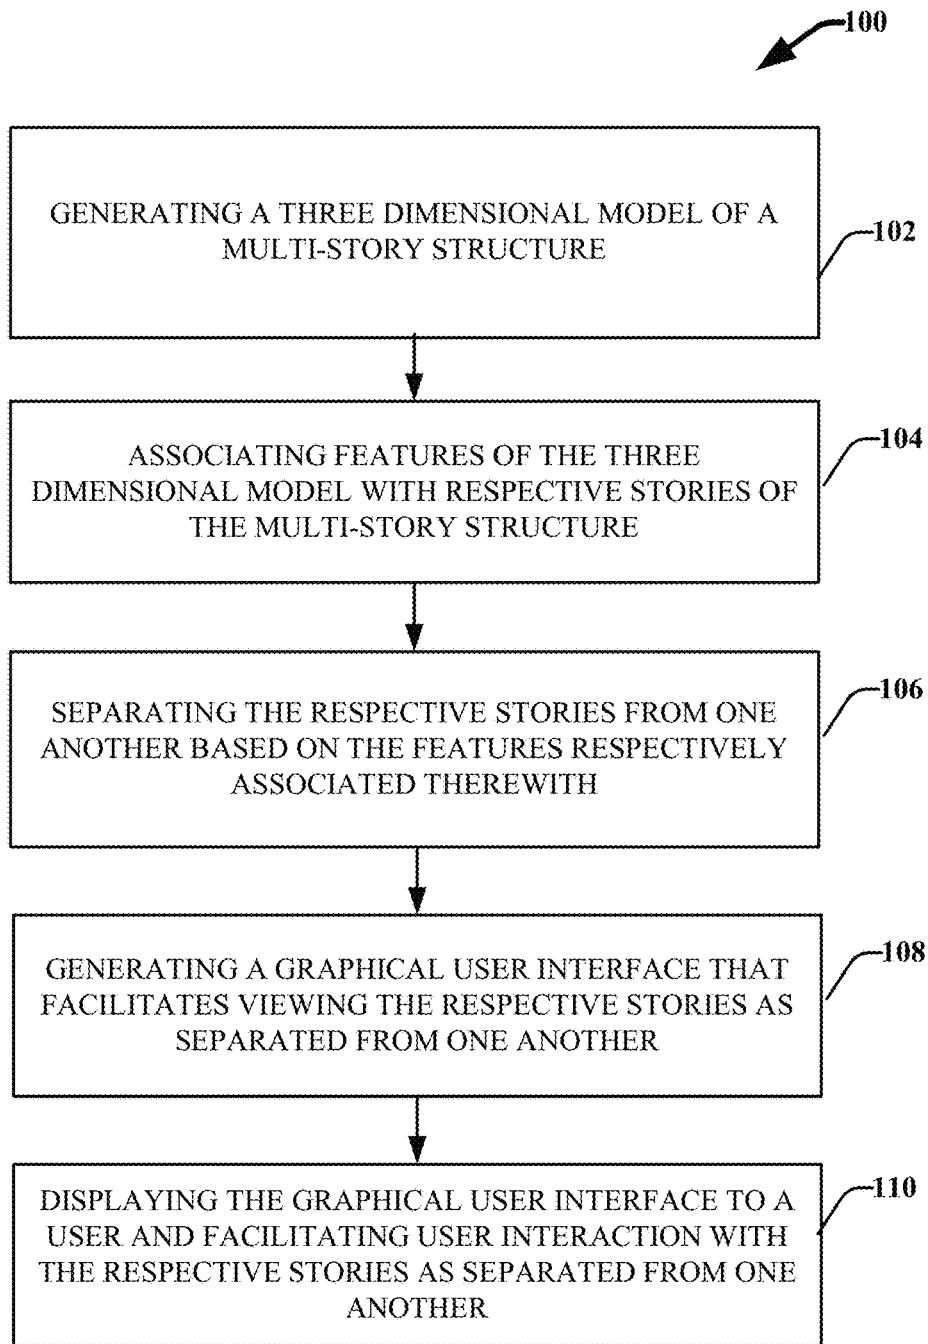 100
GENERATING A THREE DIMENSIONAL MODEL OF A
MULTI-STORY STRUCTURE
102
ASSOCIATING FEATURES OF THE THREE
DIMENSIONAL MODEL WITH RESPECTIVE STORIES OF
THE MULTI-STORY STRUCTURE
104
SEPARATING THE RESPECTIVE STORIES FROM ONE
ANOTHER BASED ON THE FEATURES RESPECTIVELY
ASSOCIATED THEREWITH
106
GENERATING A GRAPHICAL USER INTERFACE THAT
FACILITATES VIEWING THE RESPECTIVE STORIES AS
SEPARATED FROM ONE ANOTHER
108
DISPLAYING THE GRAPHICAL USER INTERFACE TO A
USER AND FACILITATING USER INTERACTION WITH
THE RESPECTIVE STORIES AS SEPARATED FROM ONE
ANOTHER
110